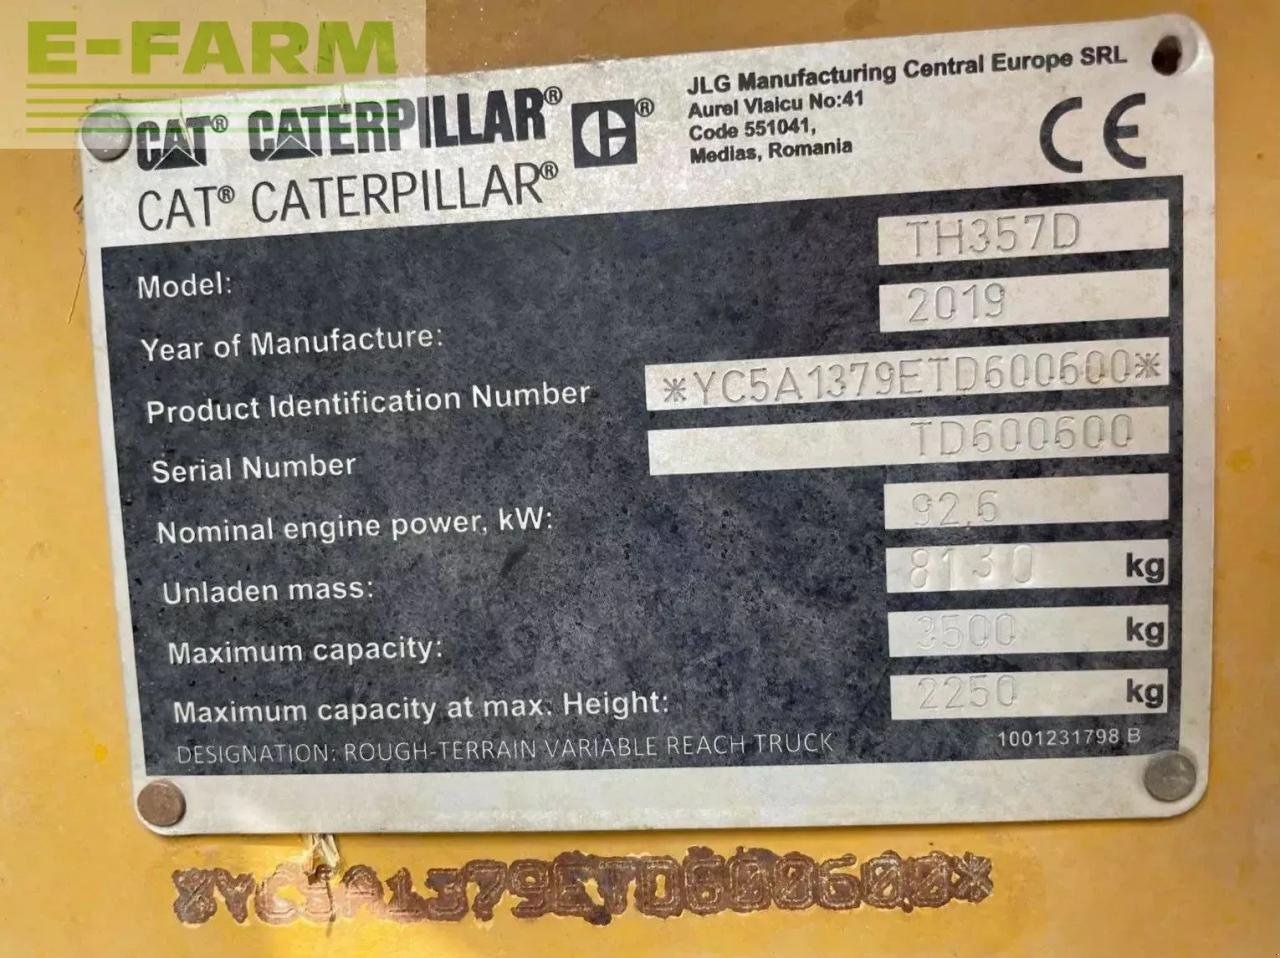 E-FARM
CAT® CATERPILLAR® ®
CAT® CATERPILLAR®
JLG Manufacturing Central Europe SRL
Aurel Vlaicu No:41
Code 551041,
Medias, Romania
CE
Model: TH357D
Year of Manufacture: 2019
Product Identification Number *YC5A1379ETD600600*
Serial Number TD600600
Nominal engine power, kW: 92,6
Unladen mass: 8130 kg
Maximum capacity: 3500 kg
Maximum capacity at max. Height: 2250 kg
DESIGNATION: ROUGH-TERRAIN VARIABLE REACH TRUCK 1001231798 B
*YC5A1379ETD600600*